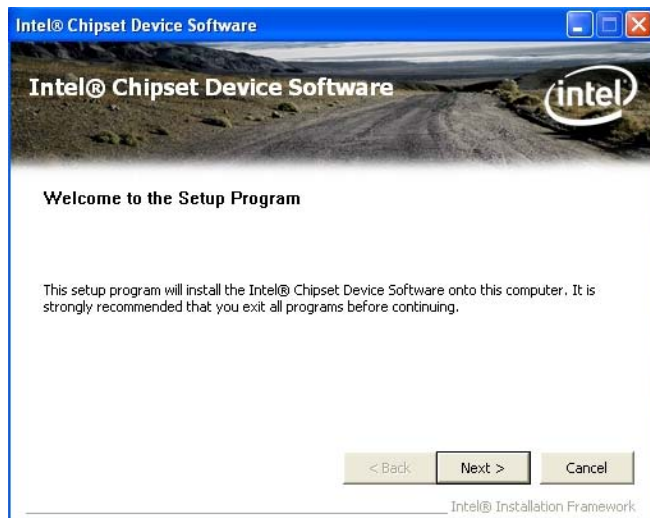 Intel® Chipset Device Software
Intel® Chipset Device Software
intel
Welcome to the Setup Program
This setup program will install the Intel® Chipset Device Software onto this computer. It is
strongly recommended that you exit all programs before continuing.
< Back Next > Cancel
Intel® Installation Framework